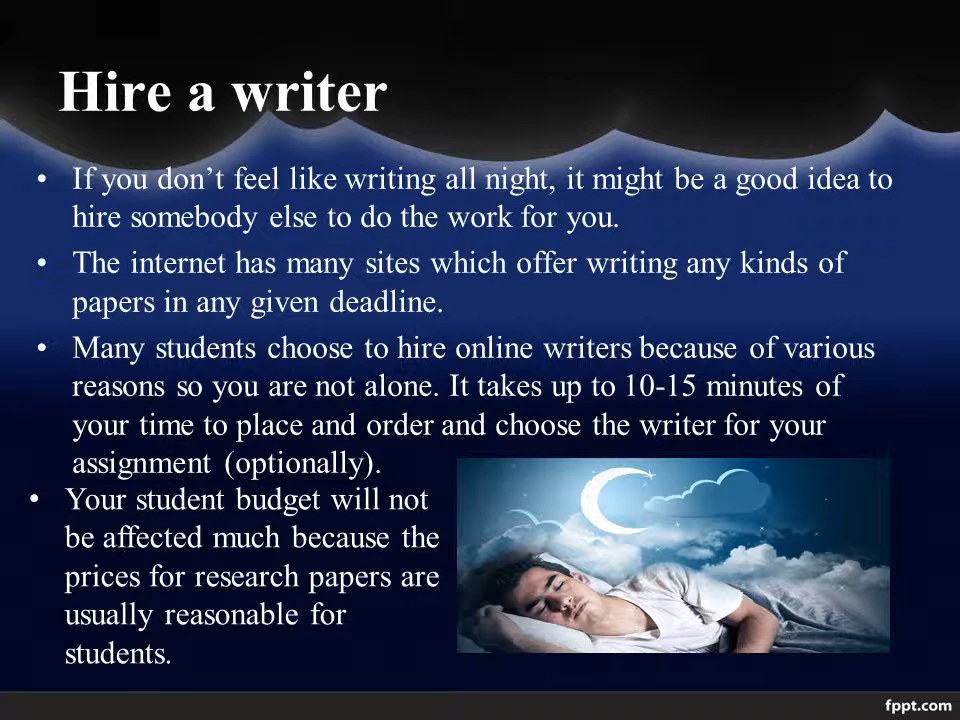 Hire a writer
• If you don’t feel like writing all night, it might be a good idea to
hire somebody else to do the work for you.
• The internet has many sites which offer writing any kinds of
papers in any given deadline.
• Many students choose to hire online writers because of various
reasons so you are not alone. It takes up to 10-15 minutes of
your time to place and order and choose the writer for your
assignment (optionally).
• Your student budget will not
be affected much because the
prices for research papers are
usually reasonable for
students.
fppt.com